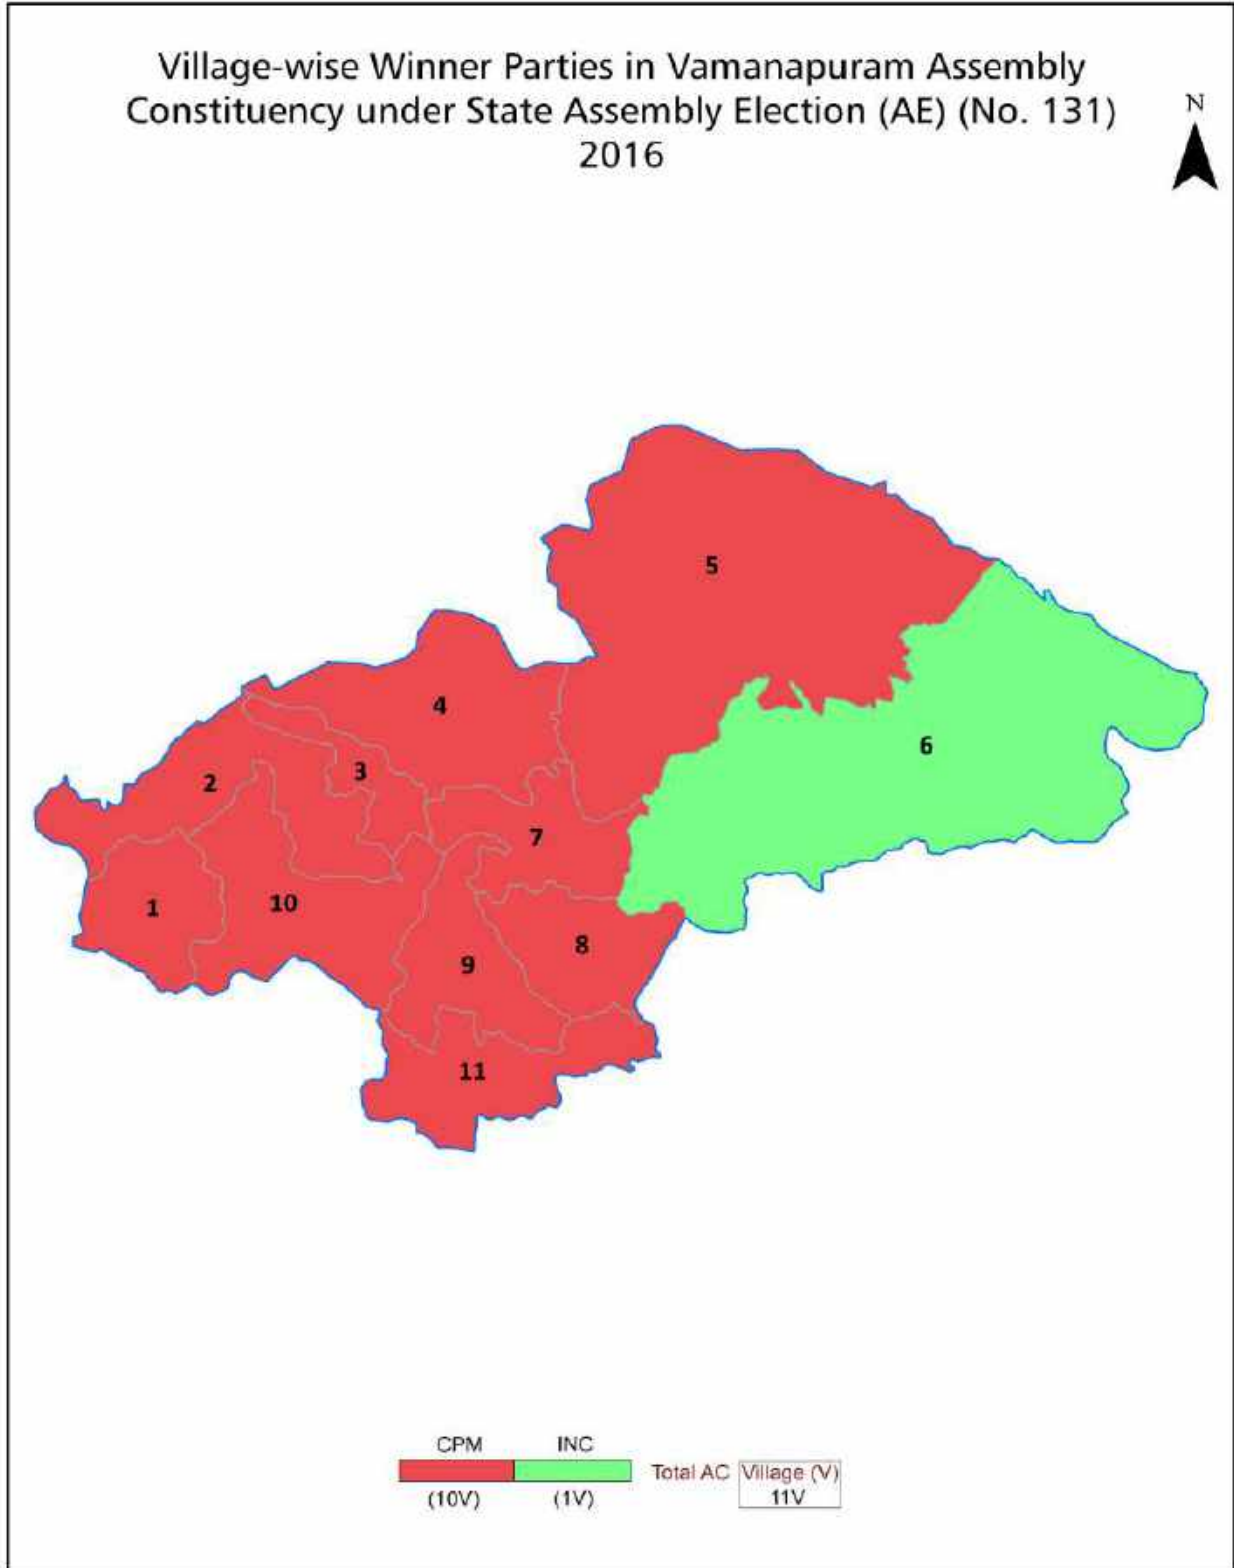 Village-wise Winner Parties in Vamanapuram Assembly
Constituency under State Assembly Election (AE) (No. 131)
2016
N
5
4
6
3
2
7
1
10
8
9
11
CPM INC
Total AC Village (V)
(10V) (1V) 11V